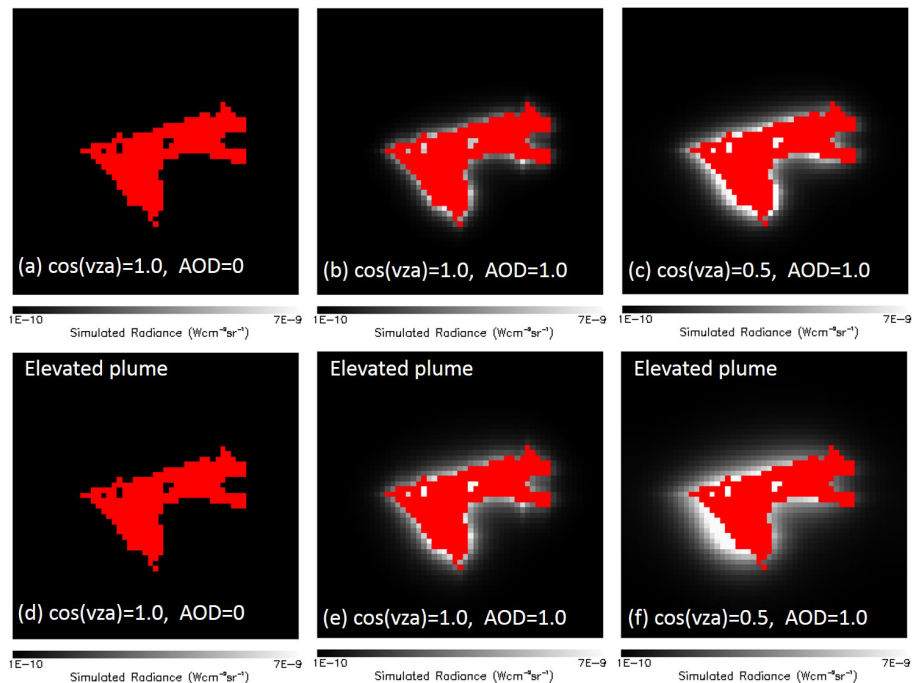 (a) cos(vza)=1.0, AOD=0
(b) cos(vza)=1.0, AOD=1.0
(c) cos(vza)=0.5, AOD=1.0
1E-10 7E-9
Simulated Radiance (Wcm⁻²sr⁻¹)
1E-10 7E-9
Simulated Radiance (Wcm⁻²sr⁻¹)
1E-10 7E-9
Simulated Radiance (Wcm⁻²sr⁻¹)
Elevated plume
Elevated plume
Elevated plume
(d) cos(vza)=1.0, AOD=0
(e) cos(vza)=1.0, AOD=1.0
(f) cos(vza)=0.5, AOD=1.0
1E-10 7E-9
Simulated Radiance (Wcm⁻²sr⁻¹)
1E-10 7E-9
Simulated Radiance (Wcm⁻²sr⁻¹)
1E-10 7E-9
Simulated Radiance (Wcm⁻²sr⁻¹)